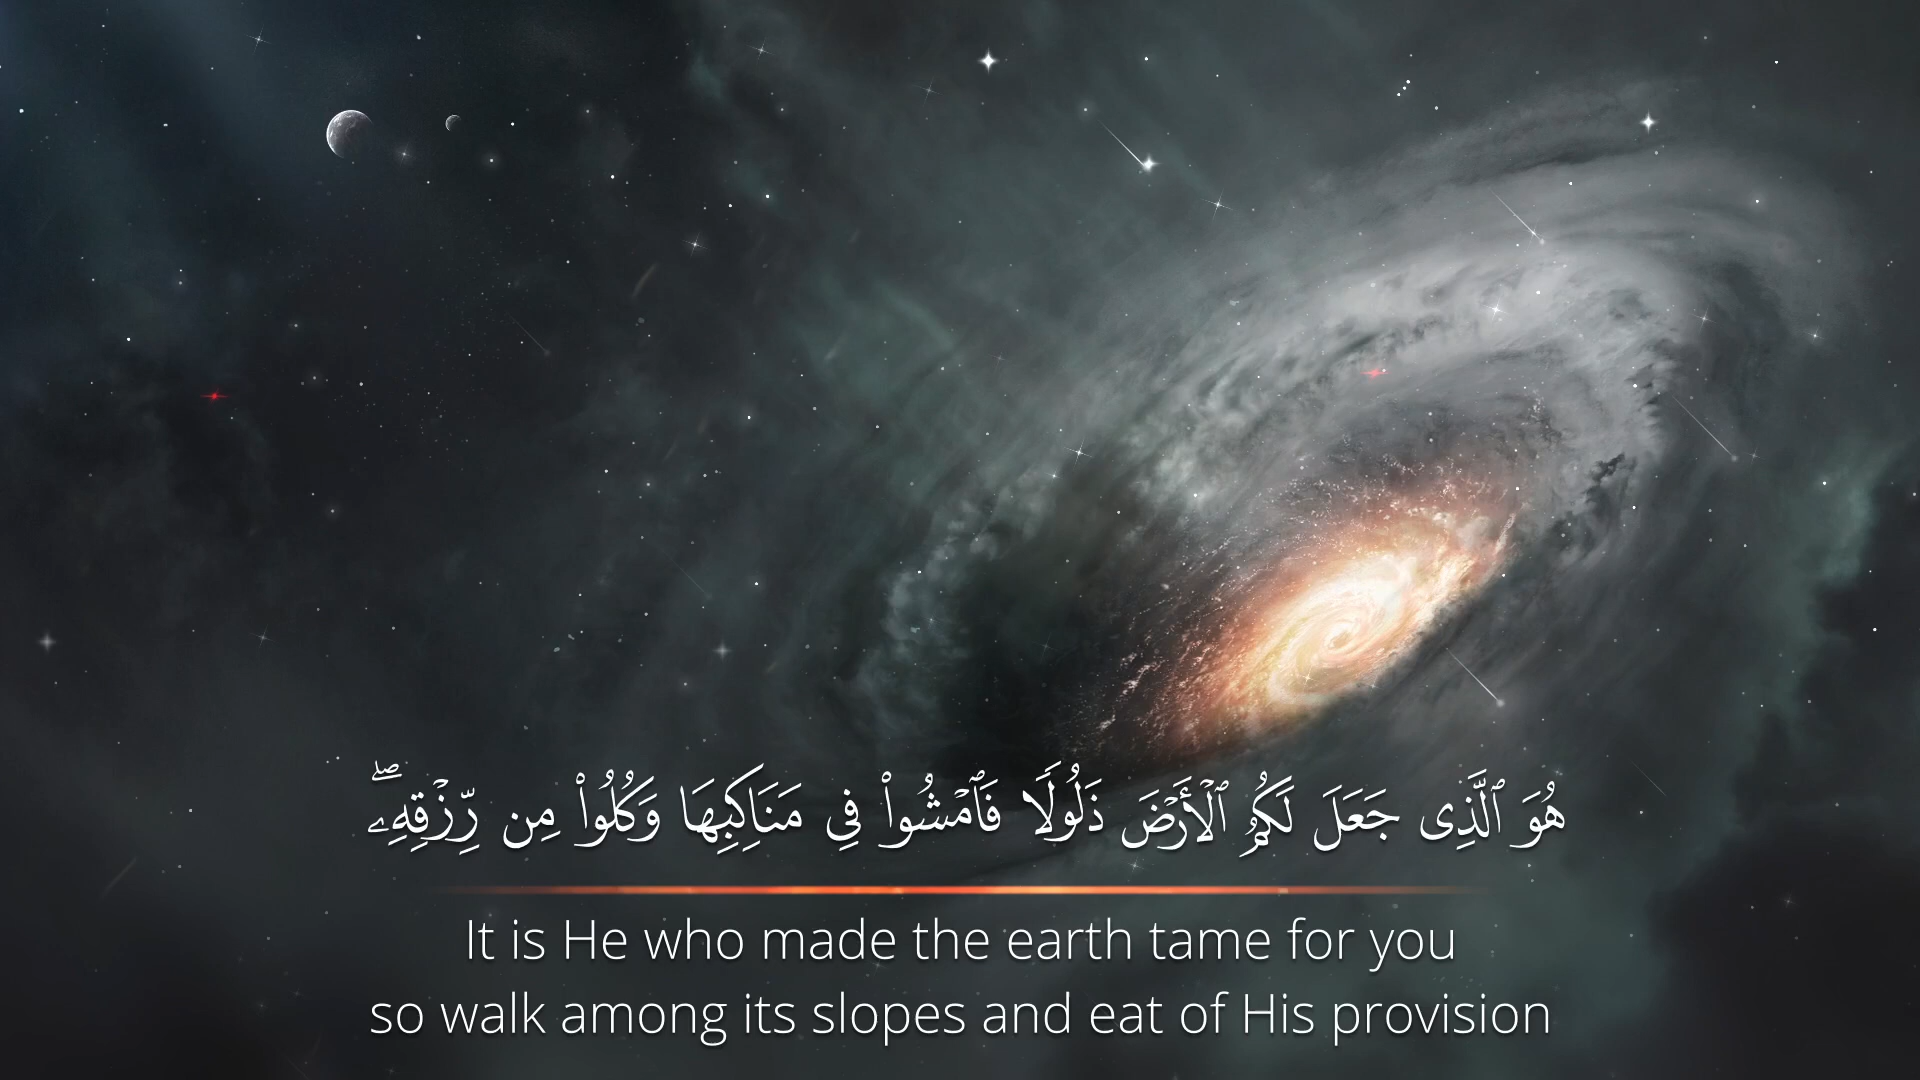 هُوَ ٱلَّذِى جَعَلَ لَكُمُ ٱلْأَرْضَ ذَلُولًا فَٱمْشُوا۟ فِى مَنَاكِبِهَا وَكُلُوا۟ مِن رِّزْقِهِۦ ۖ
It is He who made the earth tame for you
so walk among its slopes and eat of His provision